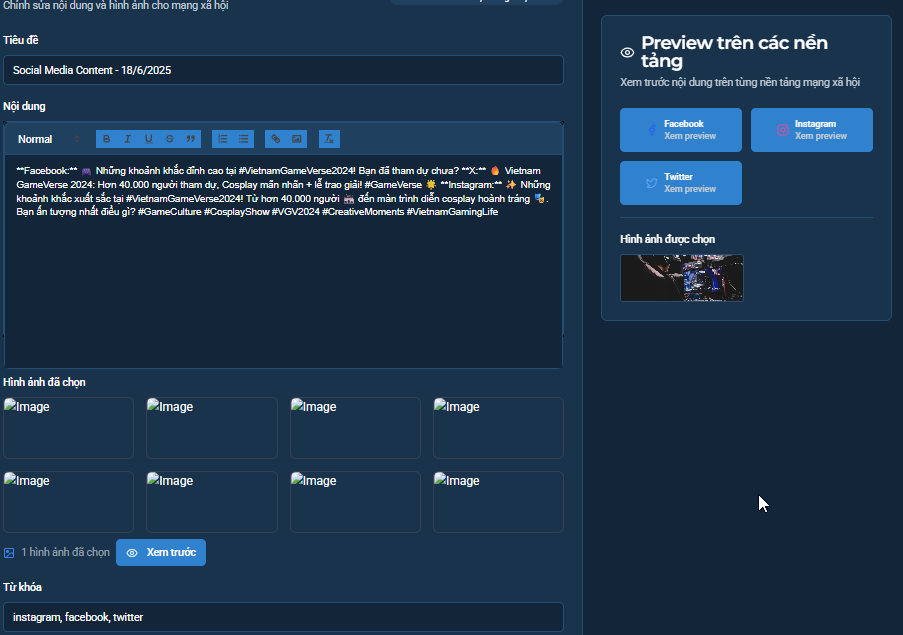 Chỉnh sửa nội dung và hình ảnh cho mạng xã hội
Tiêu đề
Social Media Content - 18/6/2025
Nội dung
Normal
**Facebook:** 🎮 Những khoảnh khắc đỉnh cao tại #VietnamGameVerse2024! Bạn đã tham dự chưa? **X:** 🔥 Vietnam
GameVerse 2024: Hơn 40.000 người tham dự, Cosplay mãn nhãn + lễ trao giải! #GameVerse 🌟 **Instagram:** ✨ Những
khoảnh khắc xuất sắc tại #VietnamGameVerse2024! Từ hơn 40.000 người 🏟 đến màn trình diễn cosplay hoành tráng 🎭.
Bạn ấn tượng nhất điều gì? #GameCulture #CosplayShow #VGV2024 #CreativeMoments #VietnamGamingLife
Hình ảnh đã chọn
Image
Image
Image
Image
Image
Image
Image
Image
1 hình ảnh đã chọn
Xem trước
Từ khóa
instagram, facebook, twitter
Preview trên các nền
tảng
Xem trước nội dung trên từng nền tảng mạng xã hội
Facebook
Xem preview
Instagram
Xem preview
Twitter
Xem preview
Hình ảnh được chọn